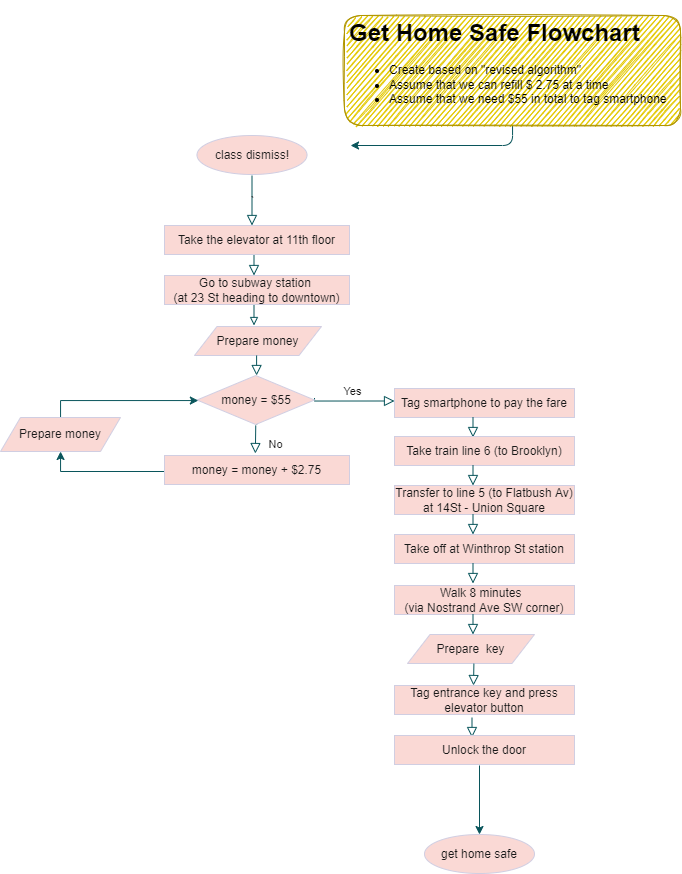 Get Home Safe Flowchart
Create based on "revised algorithm"
Assume that we can refill $ 2.75 at a time
Assume that we need $55 in total to tag smartphone
class dismiss!
Take the elevator at 11th floor
Go to subway station
(at 23 St heading to downtown)
Prepare money
money = $55
Yes
No
money = money + $2.75
Prepare money
Tag smartphone to pay the fare
Take train line 6 (to Brooklyn)
Transfer to line 5 (to Flatbush Av)
at 14St - Union Square
Take off at Winthrop St station
Walk 8 minutes
(via Nostrand Ave SW corner)
Prepare key
Tag entrance key and press
elevator button
Unlock the door
get home safe